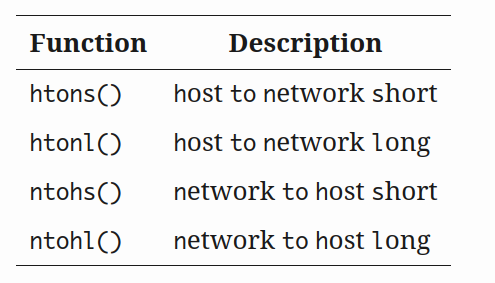 Function Description
htons() host to network short
htonl() host to network long
ntohs() network to host short
ntohl() network to host long